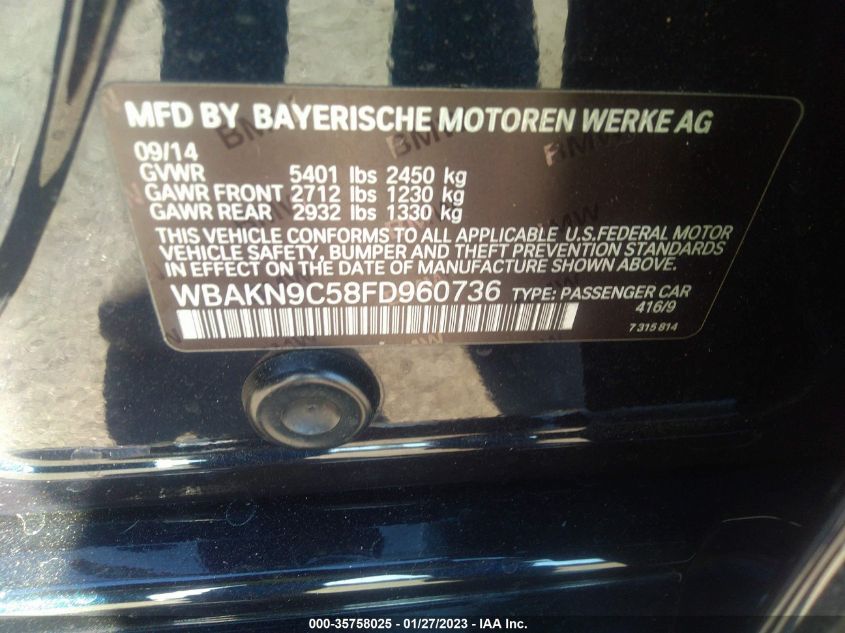 MFD BY BAYERISCHE MOTOREN WERKE AG
09/14
GVWR 5401 lbs 2450 kg
GAWR FRONT 2712 lbs 1230 kg
GAWR REAR 2932 lbs 1330 kg
THIS VEHICLE CONFORMS TO ALL APPLICABLE U.S.FEDERAL MOTOR
VEHICLE SAFETY, BUMPER AND THEFT PREVENTION STANDARDS
IN EFFECT ON THE DATE OF MANUFACTURE SHOWN ABOVE.
WBAKN9C58FD960736 TYPE: PASSENGER CAR
416/9
7 315 814
000-35758025 - 01/27/2023 - IAA Inc.